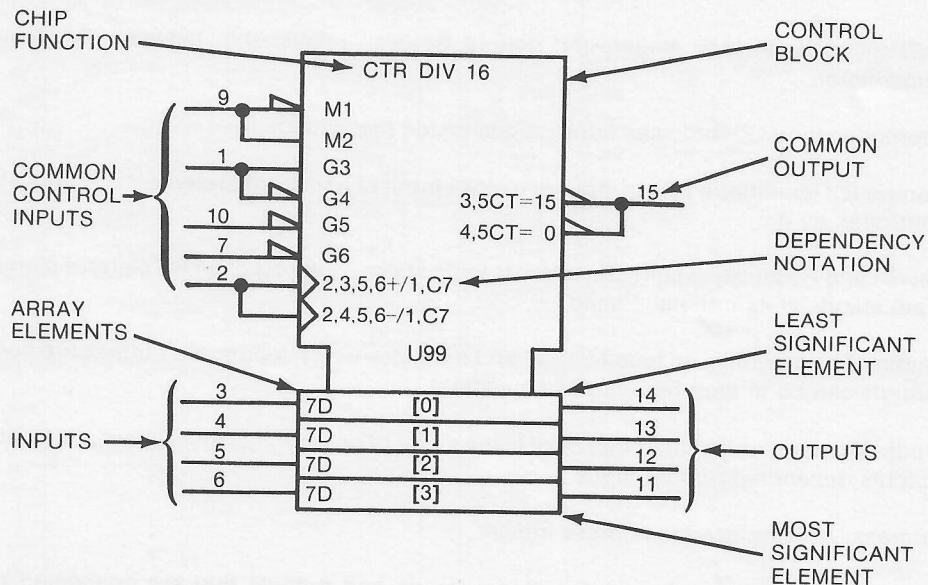 CHIP
FUNCTION
CONTROL
BLOCK
CTR DIV 16
COMMON
CONTROL
INPUTS
9
1
10
7
2
M1
M2
G3
G4
G5
G6
2,3,5,6+/1,C7
2,4,5,6–/1,C7
3,5CT=15
4,5CT= 0
15
COMMON
OUTPUT
DEPENDENCY
NOTATION
ARRAY
ELEMENTS
U99
LEAST
SIGNIFICANT
ELEMENT
INPUTS
3
4
5
6
7D [0]
7D [1]
7D [2]
7D [3]
14
13
12
11
OUTPUTS
MOST
SIGNIFICANT
ELEMENT